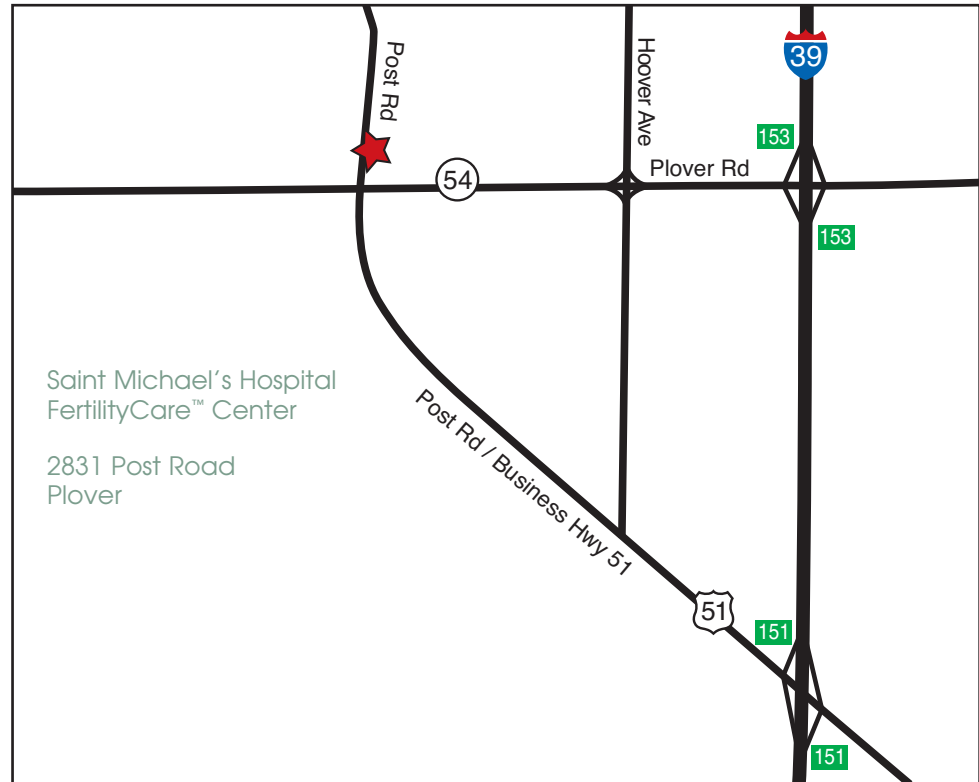 Post Rd
Hoover Ave
39
153
Plover Rd
54
153
Saint Michael's Hospital
FertilityCare™ Center
2831 Post Road
Plover
Post Rd / Business Hwy 51
51
151
151